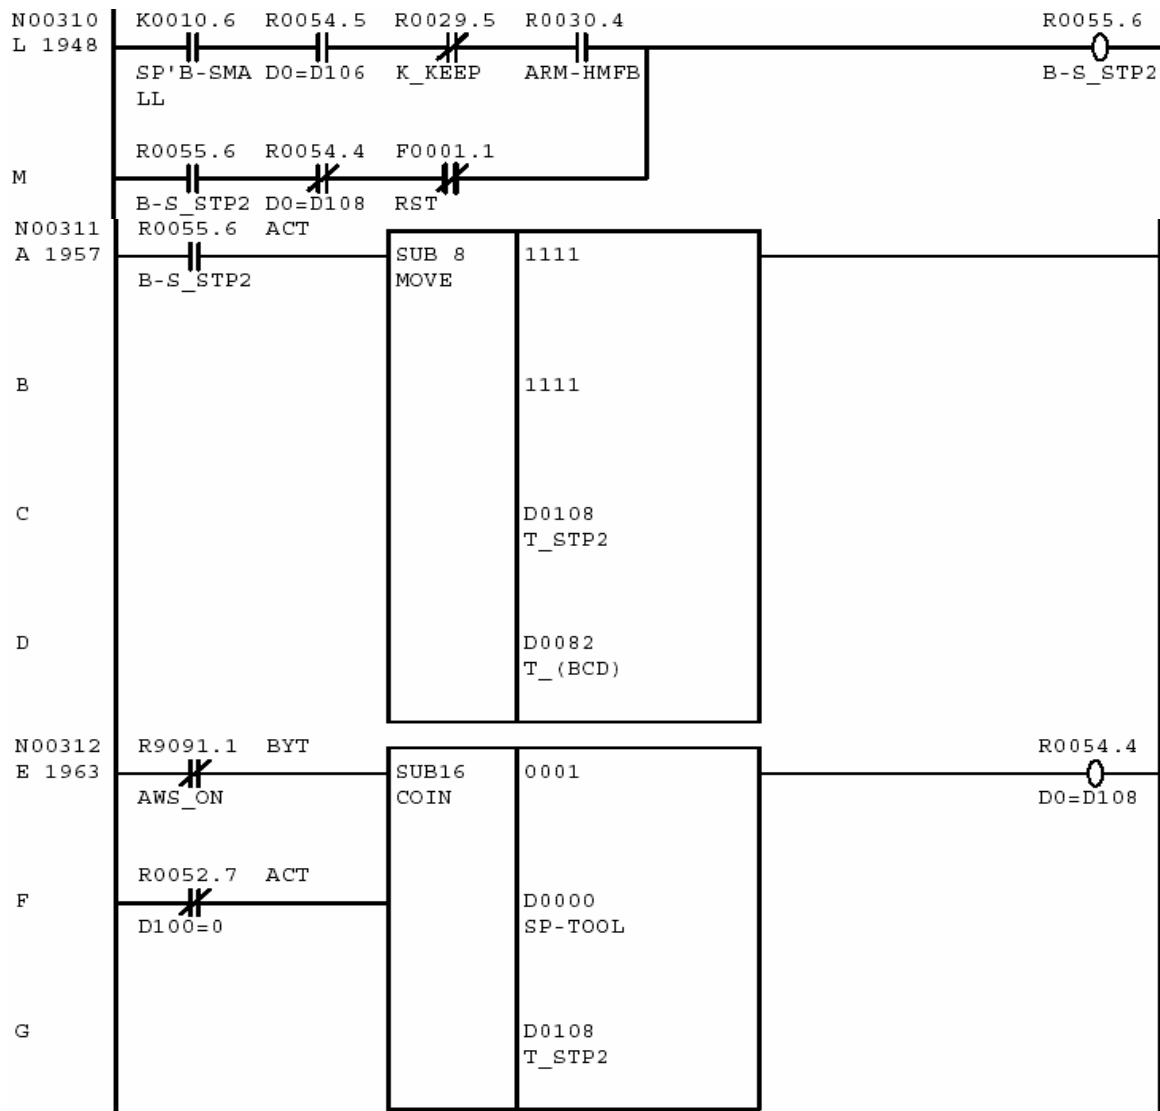 N00310 K0010.6 R0054.5 R0029.5 R0030.4 R0055.6
L 1948
SP'B-SMA D0=D106 K_KEEP ARM-HMFB B-S_STP2
LL
R0055.6 R0054.4 F0001.1
M
B-S_STP2 D0=D108 RST
N00311 R0055.6 ACT
A 1957 SUB 8 1111
B-S_STP2 MOVE
B 1111
C D0108
T_STP2
D D0082
T_(BCD)
N00312 R9091.1 BYT R0054.4
E 1963 SUB16 0001
AWS_ON COIN D0=D108
R0052.7 ACT
F D0000
D100=0 SP-TOOL
G D0108
T_STP2